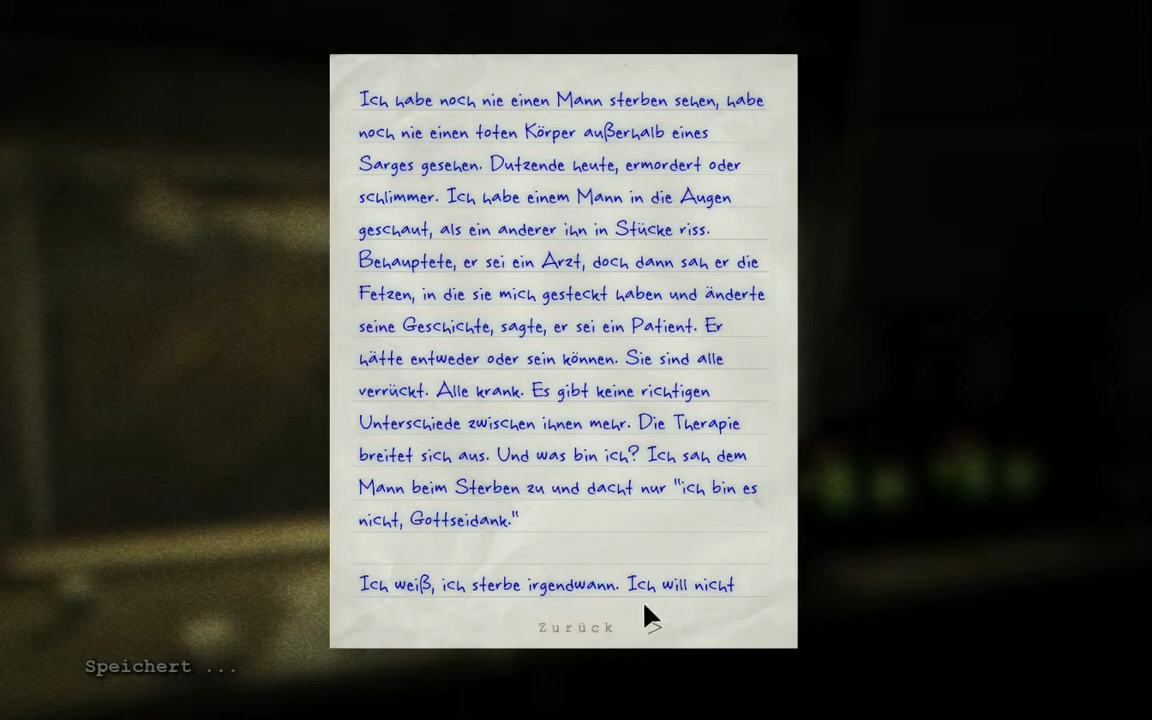 Ich habe noch nie einen Mann sterben sehen, habe
noch nie einen toten Körper außerhalb eines
Sarges gesehen. Dutzende heute, ermordert oder
schlimmer. Ich habe einem Mann in die Augen
geschaut, als ein anderer ihn in Stücke riss.
Behauptete, er sei ein Arzt, doch dann sah er die
Fetzen, in die sie mich gesteckt haben und änderte
seine Geschichte, sagte, er sei ein Patient. Er
hätte entweder oder sein können. Sie sind alle
verrückt. Alle krank. Es gibt keine richtigen
Unterschiede zwischen ihnen mehr. Die Therapie
breitet sich aus. Und was bin ich? Ich sah dem
Mann beim Sterben zu und dacht nur "ich bin es
nicht, Gottseidank."
Ich weiß, ich sterbe irgendwann. Ich will nicht
Zurück >
Speichert ...